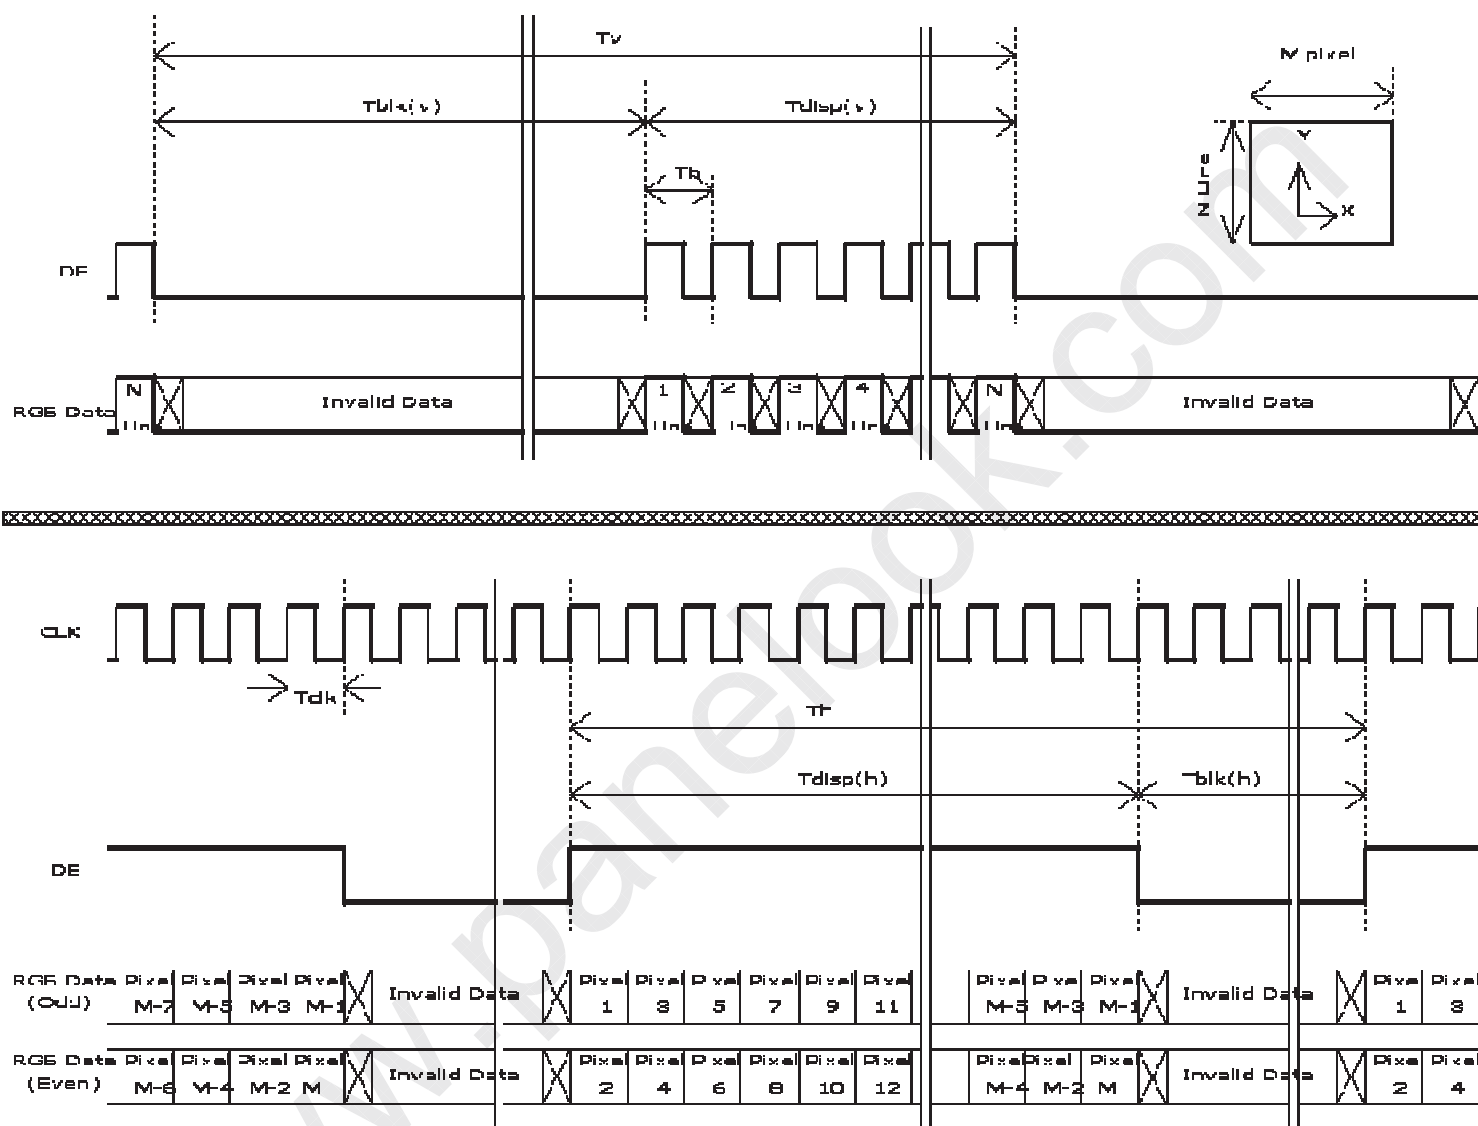 Tv
M pixel
Tblk(v) Tdisp(v)
Th
Y
X
N Line
DE
RGB Data N Invalid Data 1 2 3 4 N Invalid Data
CLK
Tclk
Th
Tdisp(h) Tblk(h)
DE
RGB Data Pixel Pixel Pixel Pixel Pixel Pixel Pixel Pixel Pixel Pixel Pixel Pixel Pixel Pixel Pixel
(Odd) M-7 M-5 M-3 M-1 Invalid Data 1 3 5 7 9 11 M-5 M-3 M-1 Invalid Data 1 3
RGB Data Pixel Pixel Pixel Pixel Pixel Pixel Pixel Pixel Pixel Pixel Pixel Pixel Pixel Pixel Pixel
(Even) M-6 M-4 M-2 M Invalid Data 2 4 6 8 10 12 M-4 M-2 M Invalid Data 2 4
w.panelook.com